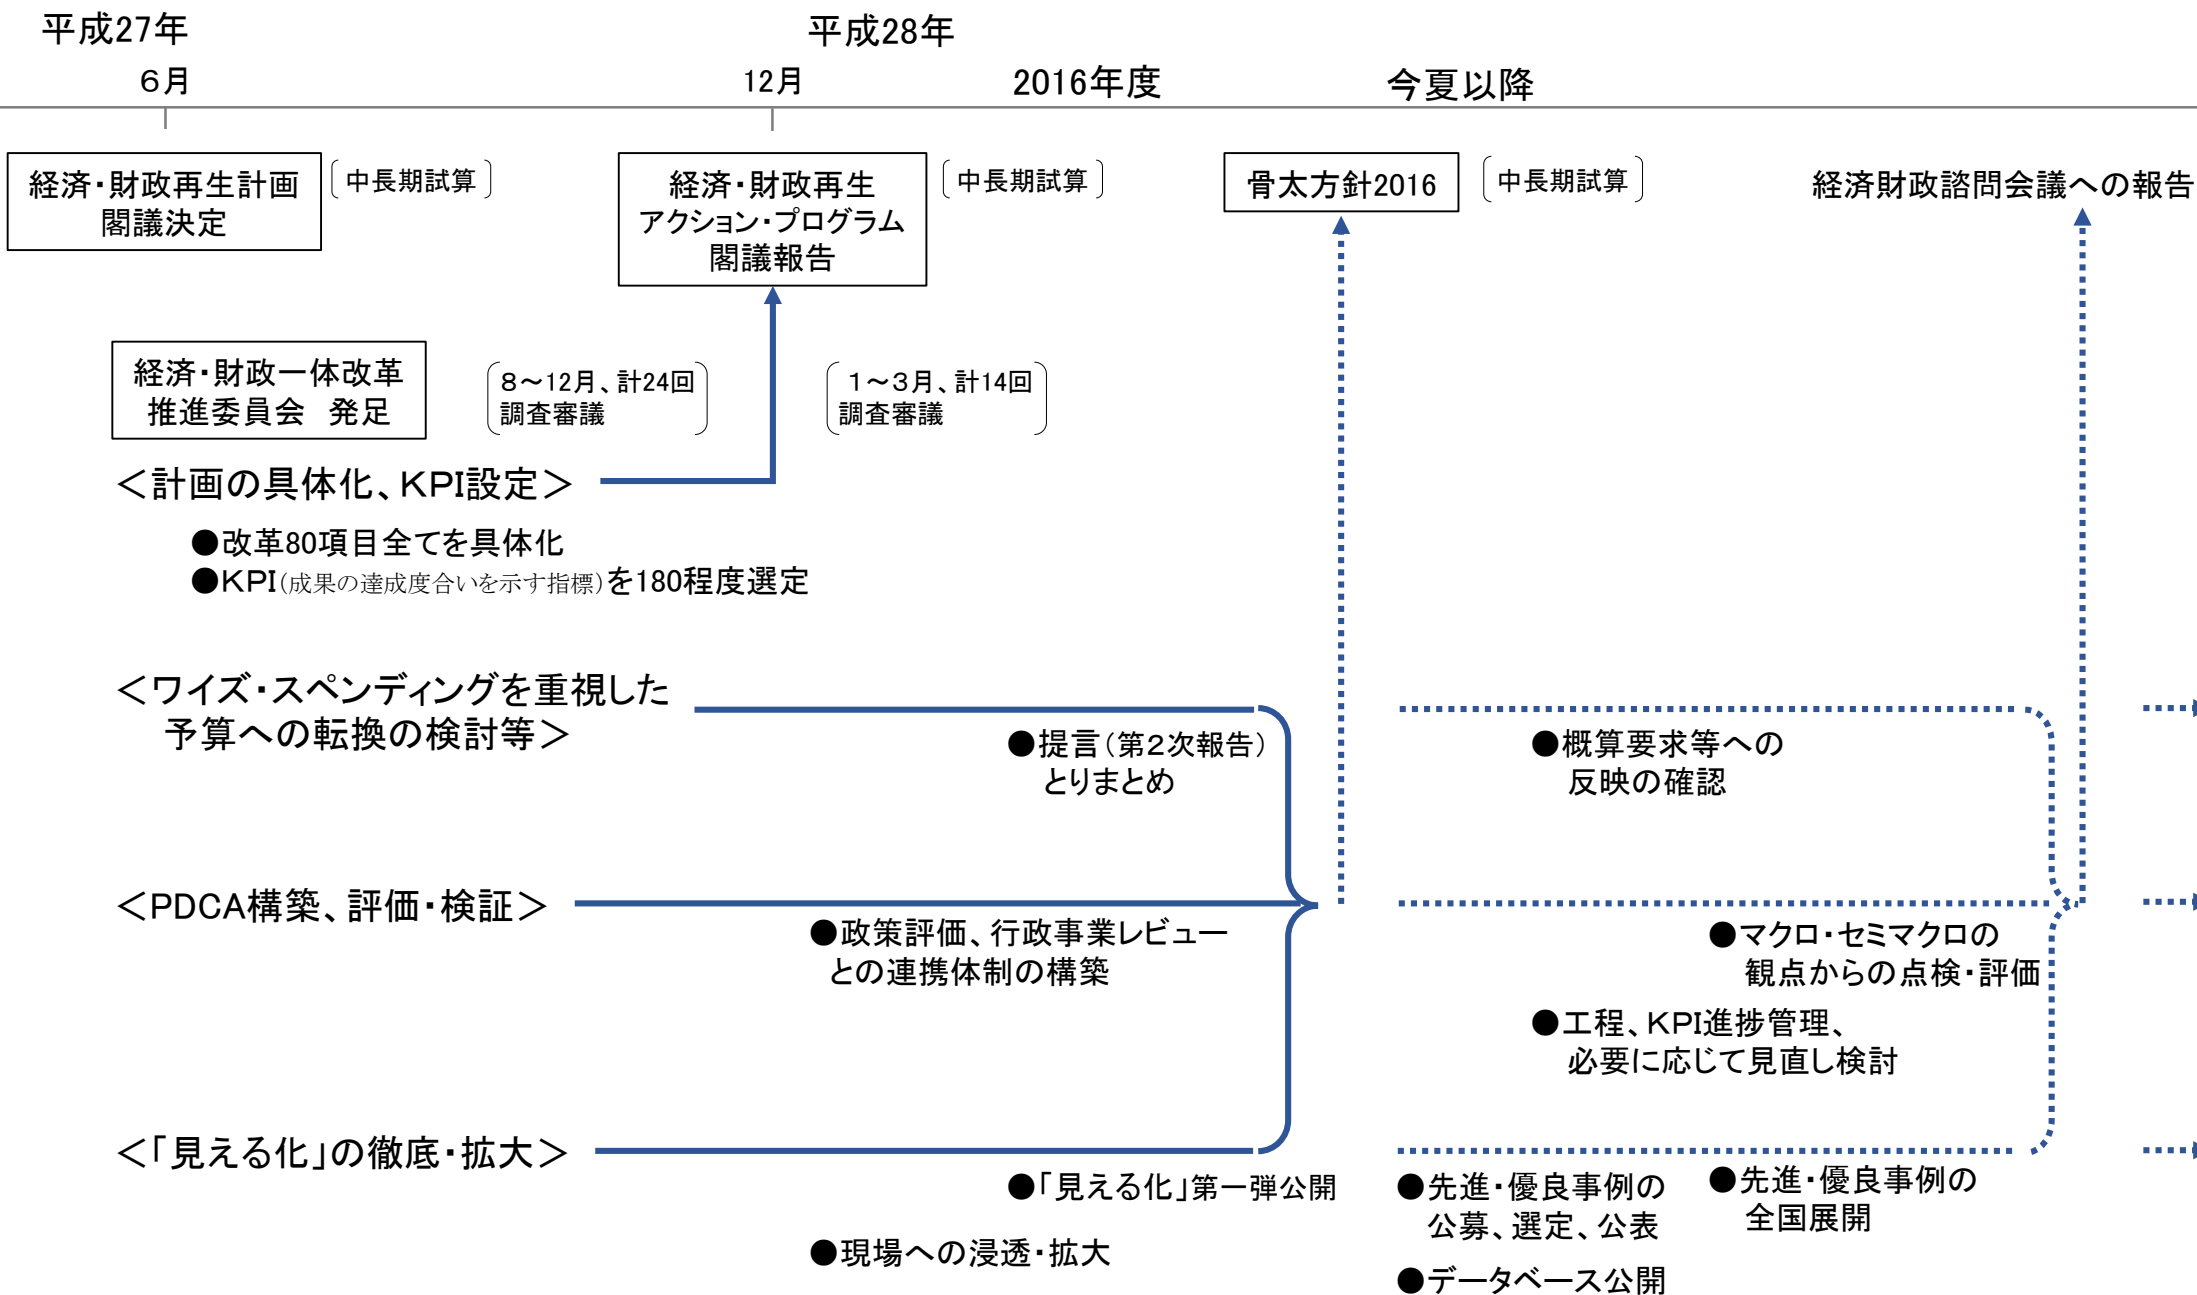 平成27年
平成28年
６月
12月
2016年度
今夏以降
経済・財政再生計画
閣議決定
中長期試算
経済・財政再生
アクション・プログラム
閣議報告
中長期試算
骨太方針2016
中長期試算
経済財政諮問会議への報告
経済・財政一体改革
推進委員会　発足
８～12月、計24回
調査審議
１～３月、計14回
調査審議
＜計画の具体化、ＫＰＩ設定＞
●改革80項目全てを具体化
●ＫＰＩ（成果の達成度合いを示す指標）を180程度選定
＜ワイズ・スペンディングを重視した
予算への転換の検討等＞
●提言（第２次報告）
とりまとめ
●概算要求等への
反映の確認
＜PDCA構築、評価・検証＞
●政策評価、行政事業レビュー
との連携体制の構築
●マクロ・セミマクロの
観点からの点検・評価
●工程、ＫＰＩ進捗管理、
必要に応じて見直し検討
＜「見える化」の徹底・拡大＞
●「見える化」第一弾公開
●現場への浸透・拡大
●先進・優良事例の
公募、選定、公表
●データベース公開
●先進・優良事例の
全国展開